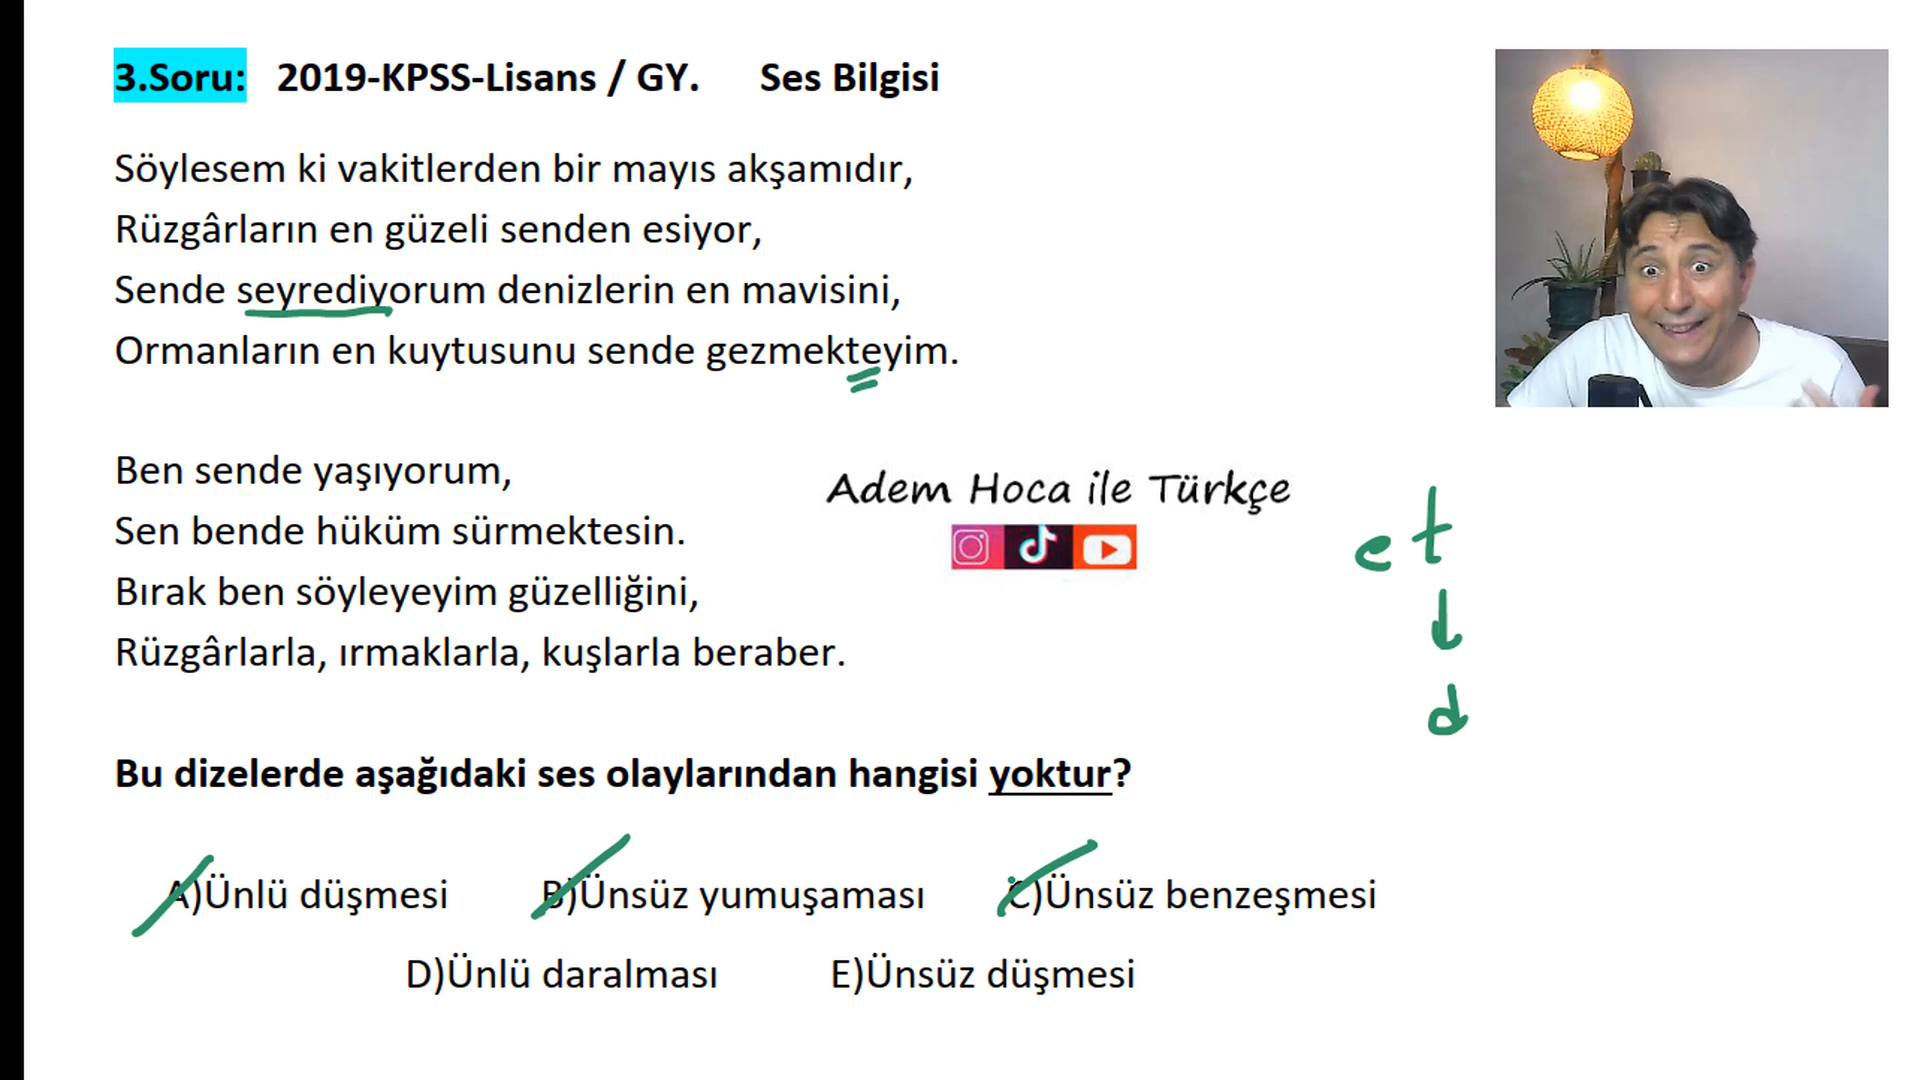 3.Soru: 2019-KPSS-Lisans / GY. Ses Bilgisi
Söylesem ki vakitlerden bir mayıs akşamıdır,
Rüzgârların en güzeli senden esiyor,
Sende seyrediyorum denizlerin en mavisini,
Ormanların en kuytusunu sende gezmekteyim.
Ben sende yaşıyorum,
Sen bende hüküm sürmektesin.
Bırak ben söyleyeyim güzelliğini,
Rüzgârlarla, ırmaklarla, kuşlarla beraber.
Adem Hoca ile Türkçe
et
d
Bu dizelerde aşağıdaki ses olaylarından hangisi yoktur?
A)Ünlü düşmesi B)Ünsüz yumuşaması C)Ünsüz benzeşmesi
D)Ünlü daralması E)Ünsüz düşmesi